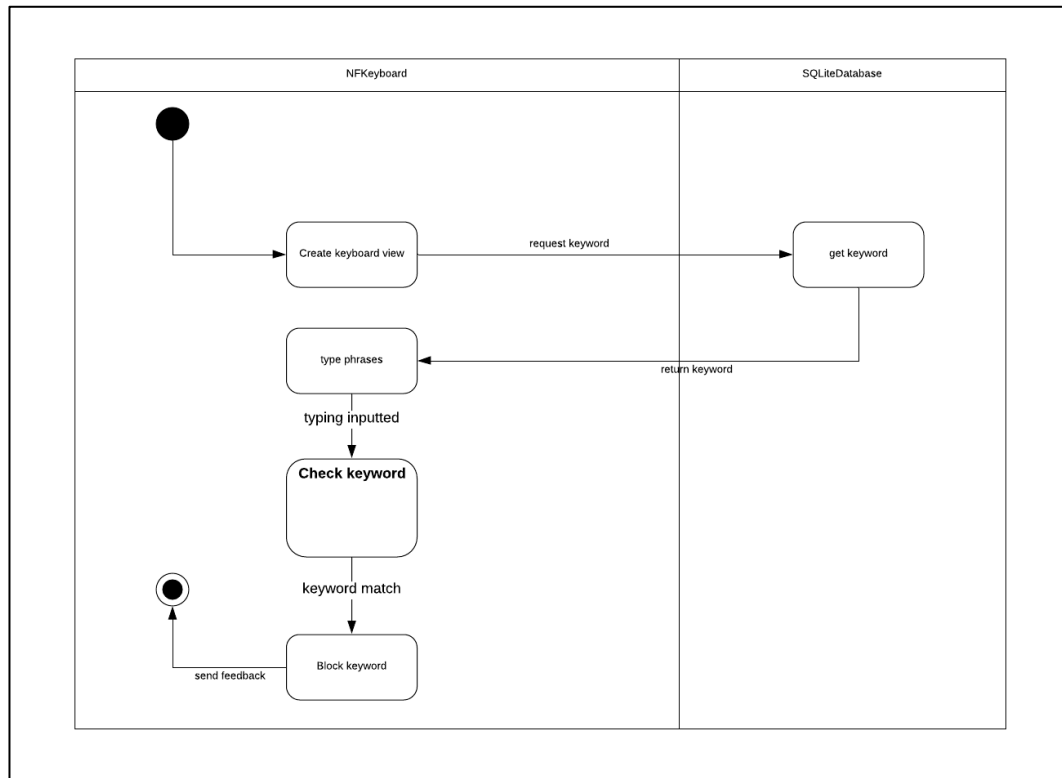 NFKeyboard
SQLiteDatabase
Create keyboard view
request keyword
get keyword
type phrases
return keyword
typing inputted
Check keyword
keyword match
Block keyword
send feedback